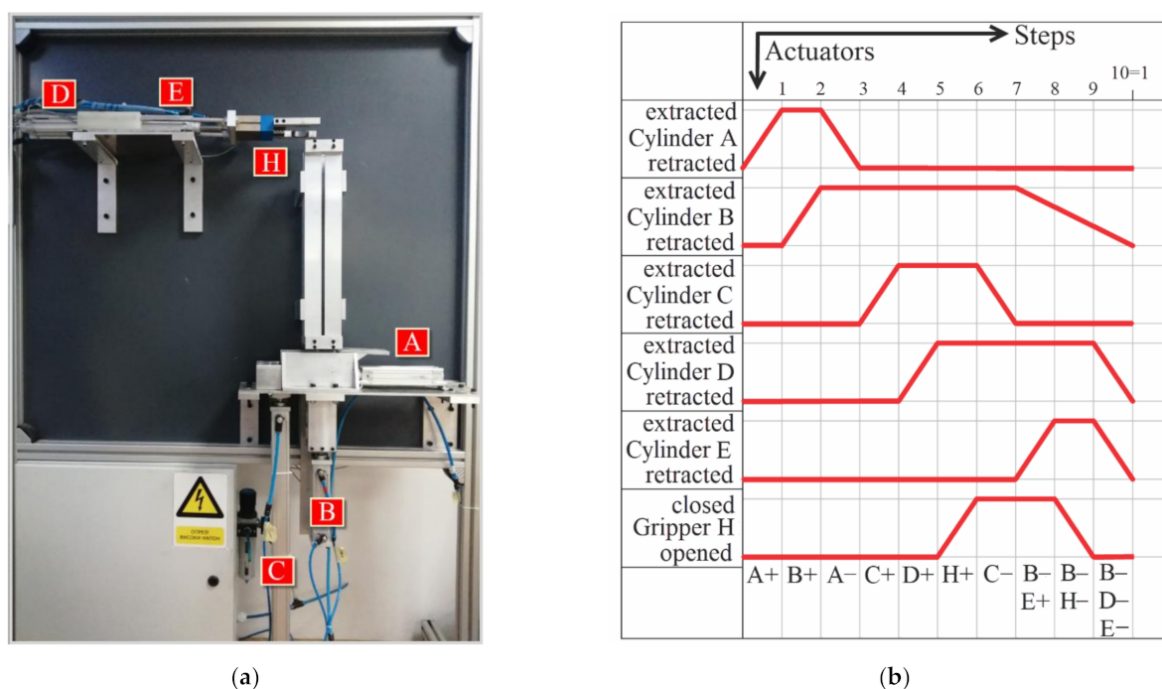 D
E
H
A
B
C
(a)
Steps
Actuators
1 2 3 4 5 6 7 8 9 10=1
extracted
Cylinder A
retracted
extracted
Cylinder B
retracted
extracted
Cylinder C
retracted
extracted
Cylinder D
retracted
extracted
Cylinder E
retracted
closed
Gripper H
opened
A+ B+ A− C+ D+ H+ C− B− B− B−
E+ H− D−
E−
(b)